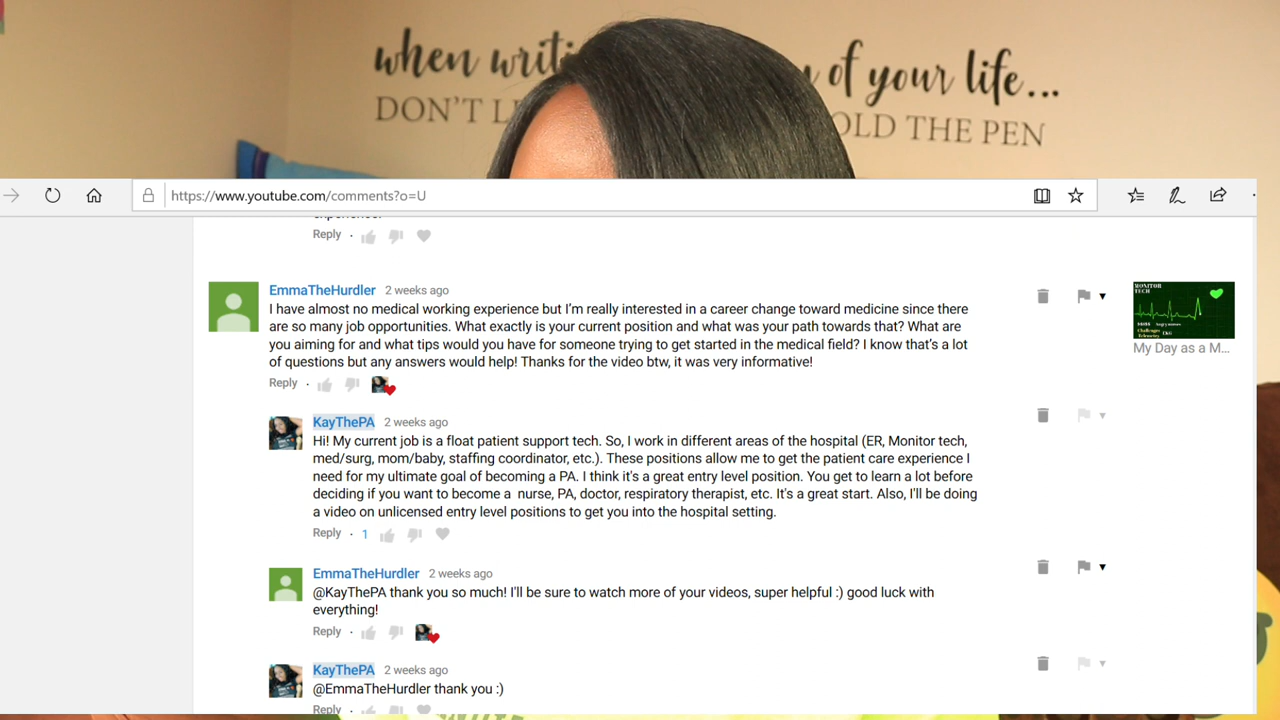 when writi
y of your life...
DON'T L
OLD THE PEN
https://www.youtube.com/comments?o=U
Reply ·
EmmaTheHurdler 2 weeks ago
I have almost no medical working experience but I'm really interested in a career change toward medicine since there
are so many job opportunities. What exactly is your current position and what was your path towards that? What are
you aiming for and what tips would you have for someone trying to get started in the medical field? I know that's a lot
of questions but any answers would help! Thanks for the video btw, it was very informative!
Reply ·
MONITOR
TECH
My Day as a M...
KayThePA 2 weeks ago
Hi! My current job is a float patient support tech. So, I work in different areas of the hospital (ER, Monitor tech,
med/surg, mom/baby, staffing coordinator, etc.). These positions allow me to get the patient care experience I
need for my ultimate goal of becoming a PA. I think it's a great entry level position. You get to learn a lot before
deciding if you want to become a nurse, PA, doctor, respiratory therapist, etc. It's a great start. Also, I'll be doing
a video on unlicensed entry level positions to get you into the hospital setting.
Reply · 1
EmmaTheHurdler 2 weeks ago
@KayThePA thank you so much! I'll be sure to watch more of your videos, super helpful :) good luck with
everything!
Reply ·
KayThePA 2 weeks ago
@EmmaTheHurdler thank you :)
Reply ·